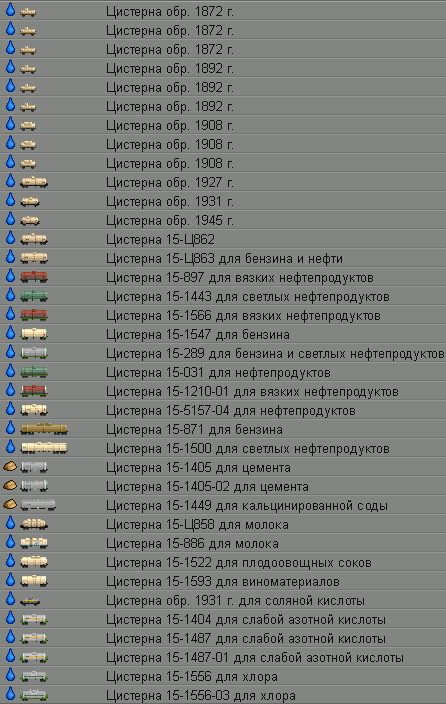 Цистерна обр. 1872 г.
Цистерна обр. 1872 г.
Цистерна обр. 1872 г.
Цистерна обр. 1892 г.
Цистерна обр. 1892 г.
Цистерна обр. 1892 г.
Цистерна обр. 1908 г.
Цистерна обр. 1908 г.
Цистерна обр. 1908 г.
Цистерна обр. 1927 г.
Цистерна обр. 1931 г.
Цистерна обр. 1945 г.
Цистерна 15-Ц862
Цистерна 15-Ц863 для бензина и нефти
Цистерна 15-897 для вязких нефтепродуктов
Цистерна 15-1443 для светлых нефтепродуктов
Цистерна 15-1566 для вязких нефтепродуктов
Цистерна 15-1547 для бензина
Цистерна 15-289 для бензина и светлых нефтепродуктов
Цистерна 15-031 для нефтепродуктов
Цистерна 15-1210-01 для вязких нефтепродуктов
Цистерна 15-5157-04 для нефтепродуктов
Цистерна 15-871 для бензина
Цистерна 15-1500 для светлых нефтепродуктов
Цистерна 15-1405 для цемента
Цистерна 15-1405-02 для цемента
Цистерна 15-1449 для кальцинированной соды
Цистерна 15-Ц858 для молока
Цистерна 15-886 для молока
Цистерна 15-1522 для плодоовощных соков
Цистерна 15-1593 для виноматериалов
Цистерна обр. 1931 г. для соляной кислоты
Цистерна 15-1404 для слабой азотной кислоты
Цистерна 15-1487 для слабой азотной кислоты
Цистерна 15-1487-01 для слабой азотной кислоты
Цистерна 15-1556 для хлора
Цистерна 15-1556-03 для хлора